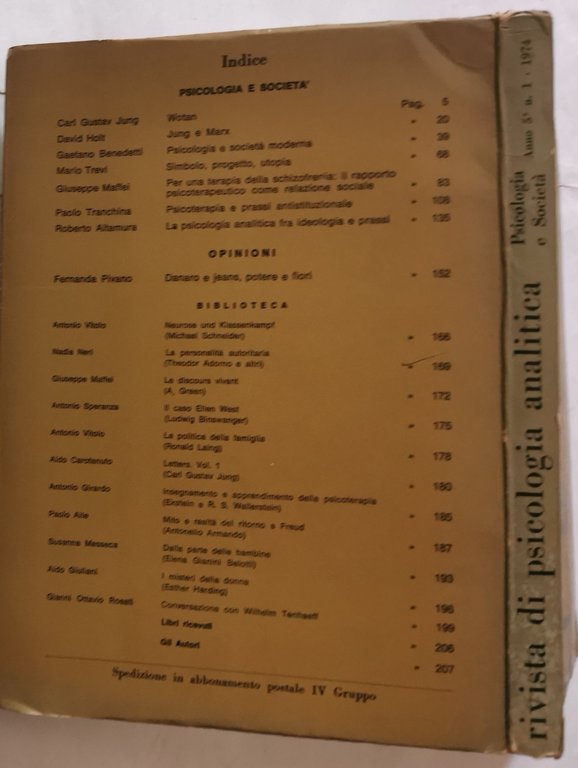 Indice
PSICOLOGIA E SOCIETA'
Carl Gustav Jung Wotan Pag. 5
David Holt Jung e Marx » 20
Gaetano Benedetti Psicologia e società moderna » 39
Mario Trevi Simbolo, progetto, utopia » 68
Giuseppe Maffei Per una terapia della schizofrenia: il rapporto
psicoterapeutico come relazione sociale » 83
Paolo Tranchina Psicoterapia e prassi antistituzionale » 108
Roberto Altamura La psicologia analitica fra ideologia e prassi » 135
OPINIONI
Fernanda Pivano Danaro e jeans, potere e fiori » 152
BIBLIOTECA
Antonio Vitolo Neurose und Klassenkampf
(Michael Schneider) » 166
Nadia Neri La personalità autoritaria
(Theodor Adorno e altri) » 169
Giuseppe Maffei Le discours vivant
(A. Green) » 172
Antonio Speranza Il caso Ellen West
(Ludwig Binswanger) » 175
Antonio Vitolo La politica della famiglia
(Ronald Laing) » 178
Aldo Carotenuto Letters. Vol. 1
(Carl Gustav Jung) » 180
Antonio Girardo Insegnamento e apprendimento della psicoterapia
(Ekstein e R. S. Wallerstein) » 185
Paolo Aite Mito e realtà del ritorno a Freud
(Antonello Armando) » 187
Susanna Messeca Dalla parte delle bambine
(Elena Gianini Belotti) » 193
Aldo Giuliani I misteri della donna
(Esther Harding) » 196
Gianni Ottavio Rosati Conversazione con Wilhelm Tenhaeff » 199
Libri ricevuti » 206
Gli Autori » 207
Spedizione in abbonamento postale IV Gruppo
rivista di psicologia analitica
Psicologia
e Società
Anno 5° n. 1 - 1974